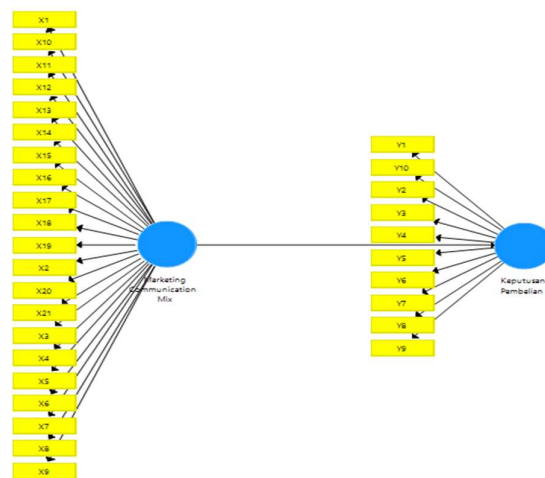 X1
X10
X11
X12
X13
X14
X15
X16
X17
X18
X19
X2
X20
X21
X3
X4
X5
X6
X7
X8
X9
Marketing
Communication
Mix
Y1
Y10
Y2
Y3
Y4
Y5
Y6
Y7
Y8
Y9
Keputusan
Pembelian